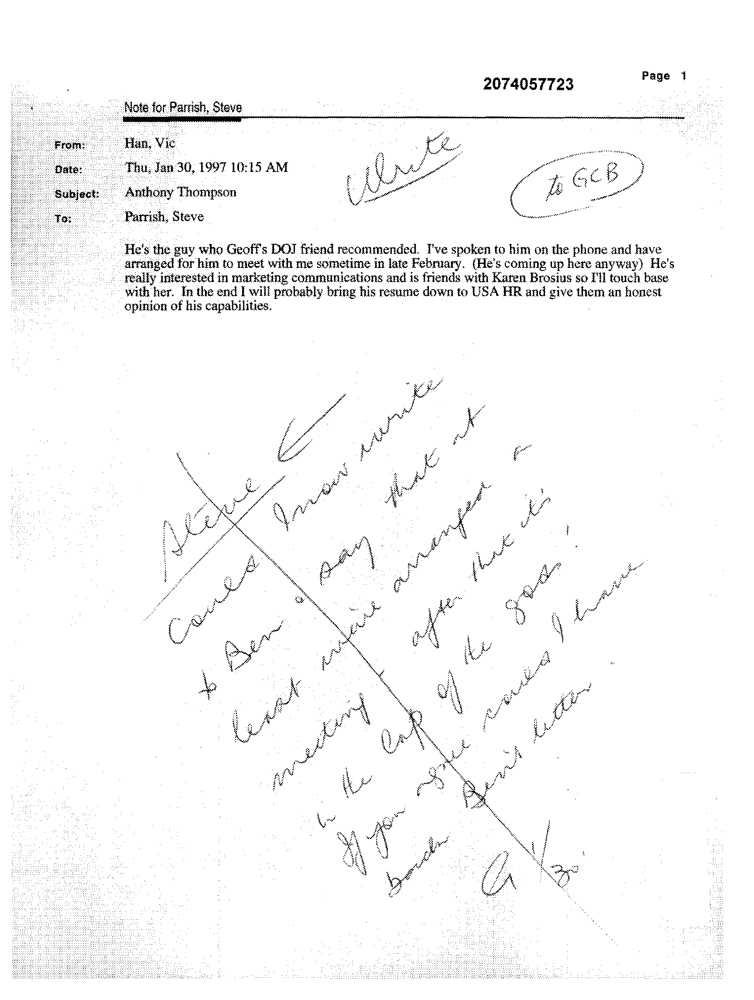 2074057723
Page 1
Note for Parrish, Steve
From: Han, Vic
Date: Thu, Jan 30, 1997 10:15 AM
Subject: Anthony Thompson
To: Parrish, Steve
Write
to GCB
He's the guy who Geoff's DOJ friend recommended. I've spoken to him on the phone and have
arranged for him to meet with me sometime in late February. (He's coming up here anyway) He's
really interested in marketing communications and is friends with Karen Brosius so I'll touch base
with her. In the end I will probably bring his resume down to USA HR and give them an honest
opinion of his capabilities.
Steve
Could I now write
to Ben & say that at
least we've arranged a
meeting - after that it's
in the lap of the gods!
If you agree could I have
back Ben's letter
G 1/30